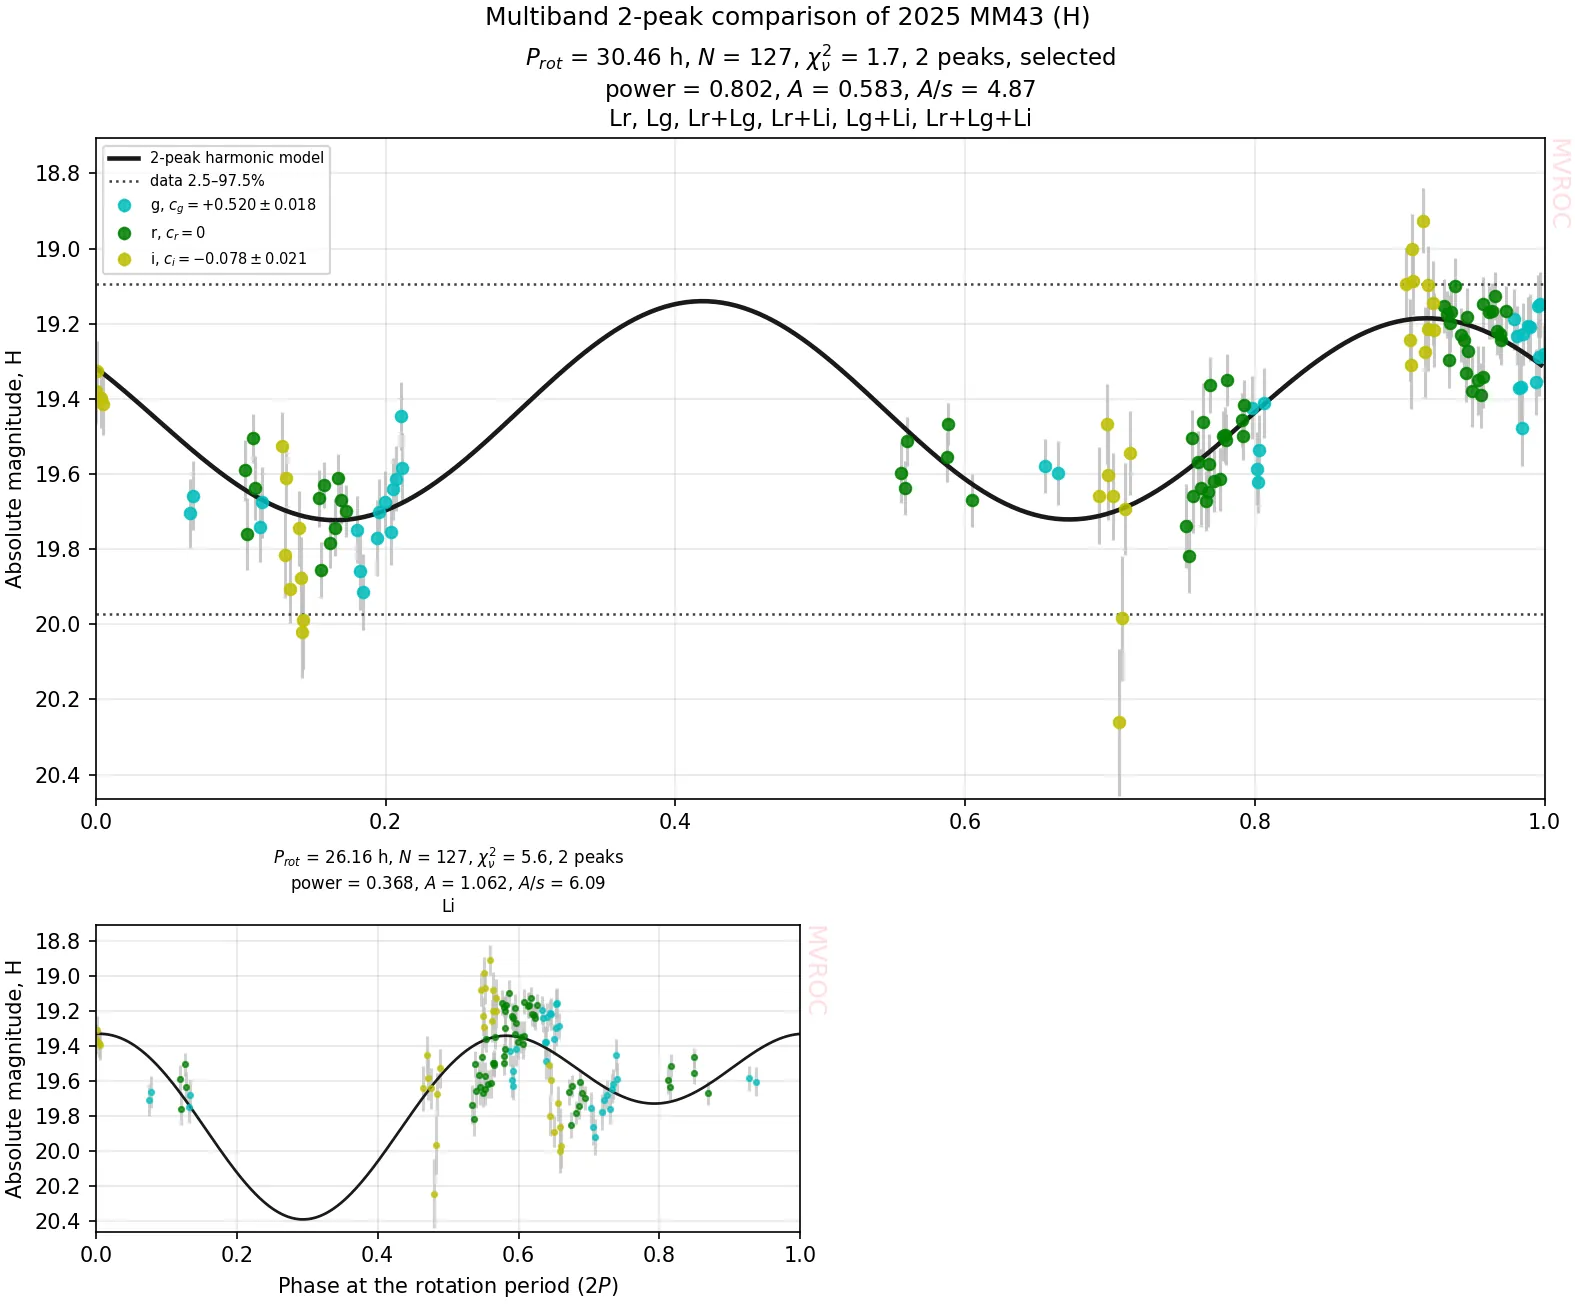 Multiband 2-peak comparison of 2025 MM43 (H)
P_rot = 30.46 h, N = 127, χ²_ν = 1.7, 2 peaks, selected
power = 0.802, A = 0.583, A/s = 4.87
Lr, Lg, Lr+Lg, Lr+Li, Lg+Li, Lr+Lg+Li
2-peak harmonic model
data 2.5–97.5%
g, c_g = +0.520 ± 0.018
r, c_r = 0
i, c_i = −0.078 ± 0.021
MVROC
Absolute magnitude, H
18.8
19.0
19.2
19.4
19.6
19.8
20.0
20.2
20.4
0.0 0.2 0.4 0.6 0.8 1.0
P_rot = 26.16 h, N = 127, χ²_ν = 5.6, 2 peaks
power = 0.368, A = 1.062, A/s = 6.09
Li
MVROC
Absolute magnitude, H
18.8
19.0
19.2
19.4
19.6
19.8
20.0
20.2
20.4
0.0 0.2 0.4 0.6 0.8 1.0
Phase at the rotation period (2P)